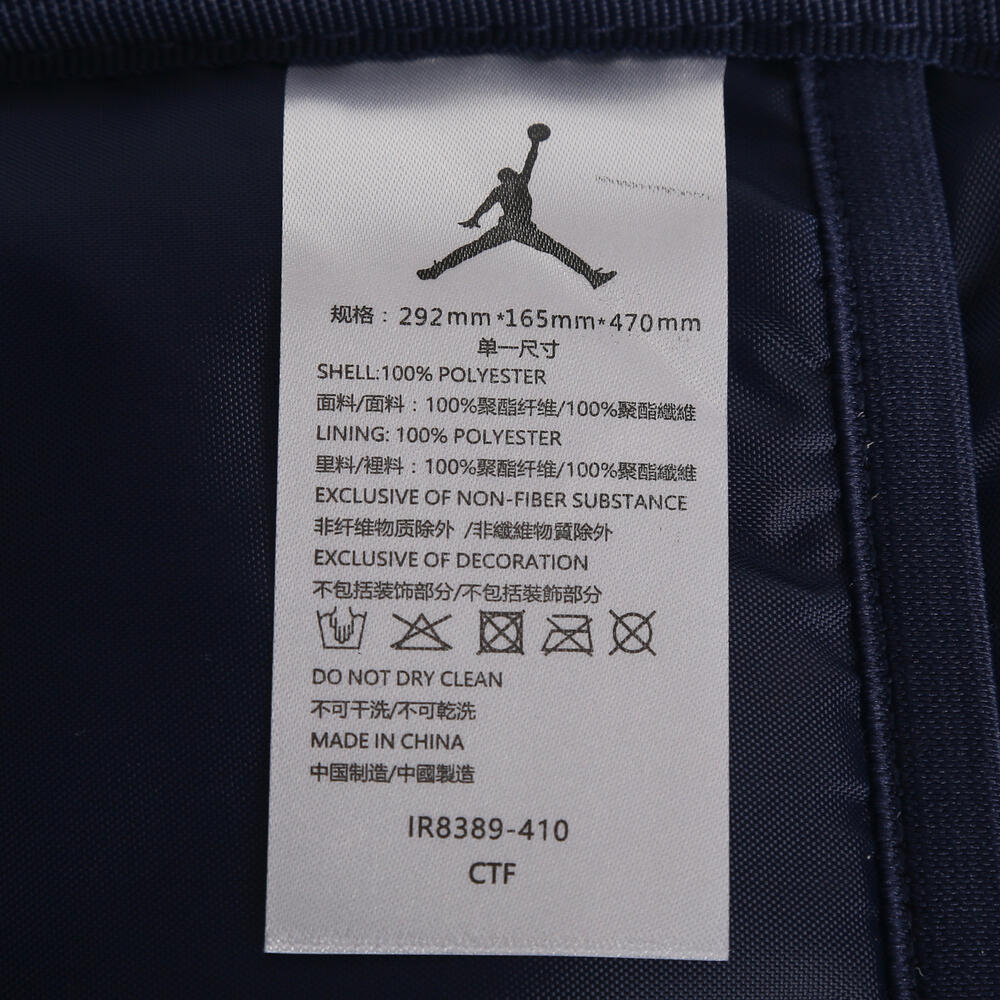 规格：292mm*165mm*470mm
单一尺寸
SHELL:100% POLYESTER
面料/面料：100%聚酯纤维/100%聚酯纖維
LINING: 100% POLYESTER
里料/裡料：100%聚酯纤维/100%聚酯纖維
EXCLUSIVE OF NON-FIBER SUBSTANCE
非纤维物质除外 /非纖維物質除外
EXCLUSIVE OF DECORATION
不包括装饰部分/不包括裝飾部分
DO NOT DRY CLEAN
不可干洗/不可乾洗
MADE IN CHINA
中国制造/中國製造
IR8389-410
CTF